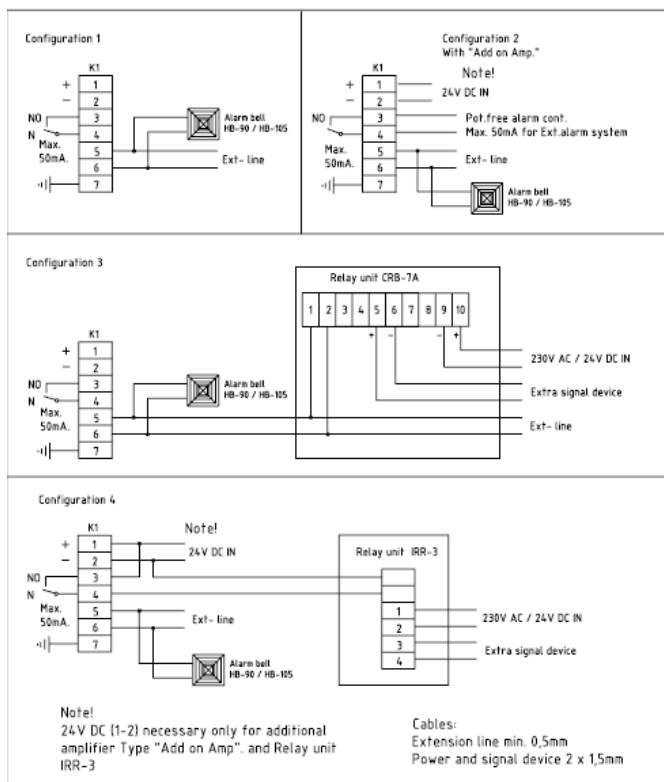 Configuration 1
K1
+ 1
- 2
NO 3
N 4
Max.
50mA.
5
6
7
Alarm bell
HB-90 / HB-105
Ext- line
Configuration 2
With "Add on Amp."
Note!
K1
+ 1
- 2
24V DC IN
NO 3
Pot.free alarm cont.
N 4
Max. 50mA for Ext.alarm system
Max.
50mA.
5
6
7
Ext- line
Alarm bell
HB-90 / HB-105
Configuration 3
Relay unit CRB-7A
1 2 3 4 5 6 7 8 9 10
+ - - +
230V AC / 24V DC IN
Extra signal device
Ext- line
K1
+ 1
- 2
NO 3
N 4
Max.
50mA.
5
6
7
Alarm bell
HB-90 / HB-105
Configuration 4
K1
Note!
+ 1
- 2
24V DC IN
NO 3
N 4
Max.
50mA.
5
6
7
Ext- line
Alarm bell
HB-90 / HB-105
Relay unit IRR-3
1
2
3
4
230V AC / 24V DC IN
Extra signal device
Note!
24V DC (1-2) necessary only for additional
amplifier Type "Add on Amp". and Relay unit
IRR-3
Cables:
Extension line min. 0,5mm
Power and signal device 2 x 1,5mm